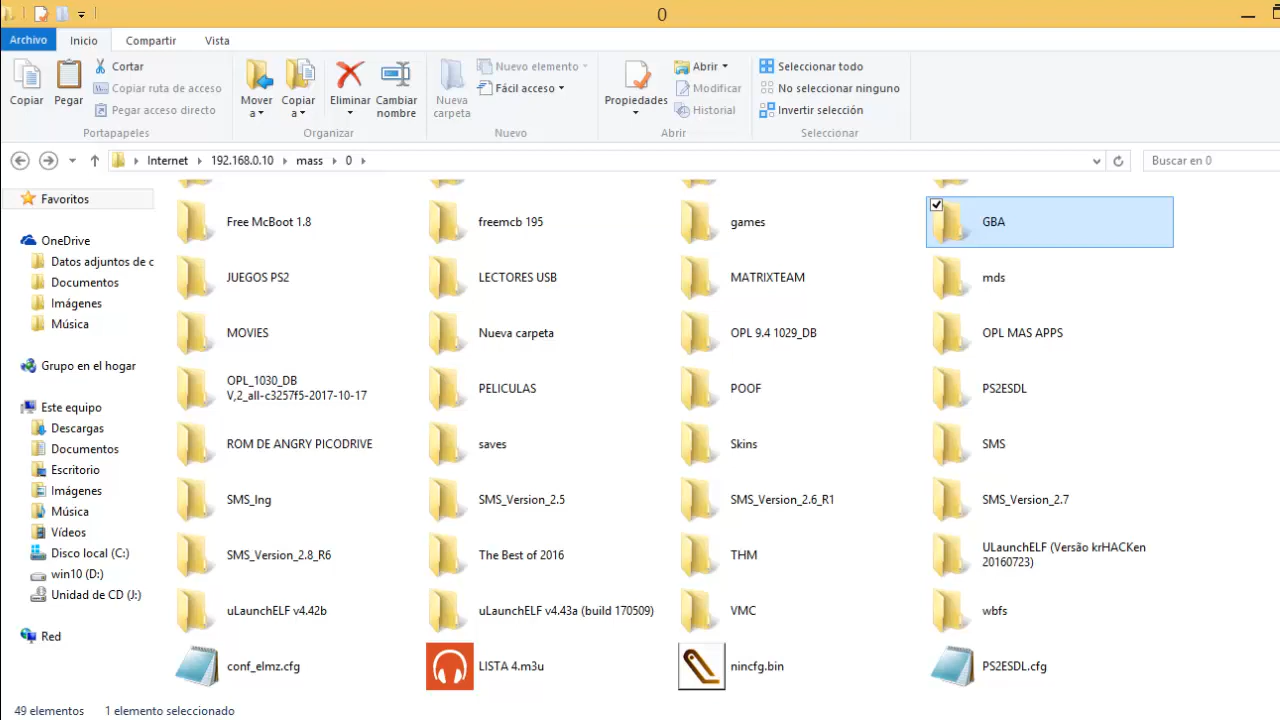 0
Archivo Inicio Compartir Vista
Copiar
Pegar
Cortar
Copiar ruta de acceso
Pegar acceso directo
Portapapeles
Mover a
Copiar a
Eliminar
Cambiar nombre
Organizar
Nueva carpeta
Nuevo elemento
Fácil acceso
Nuevo
Propiedades
Abrir
Modificar
Historial
Abrir
Seleccionar todo
No seleccionar ninguno
Invertir selección
Seleccionar
Internet 192.168.0.10 mass 0
Buscar en 0
Favoritos
OneDrive
Datos adjuntos de c
Documentos
Imágenes
Música
Grupo en el hogar
Este equipo
Descargas
Documentos
Escritorio
Imágenes
Música
Vídeos
Disco local (C:)
win10 (D:)
Unidad de CD (J:)
Red
Free McBoot 1.8 freemcb 195 games GBA
JUEGOS PS2 LECTORES USB MATRIXTEAM mds
MOVIES Nueva carpeta OPL 9.4 1029_DB OPL MAS APPS
OPL_1030_DB
V,2_all-c3257f5-2017-10-17
PELICULAS POOF PS2ESDL
ROM DE ANGRY PICODRIVE saves Skins SMS
SMS_Ing SMS_Version_2.5 SMS_Version_2.6_R1 SMS_Version_2.7
SMS_Version_2.8_R6 The Best of 2016 THM
ULaunchELF (Versão krHACKen
20160723)
uLaunchELF v4.42b uLaunchELF v4.43a (build 170509) VMC wbfs
conf_elmz.cfg LISTA 4.m3u nincfg.bin PS2ESDL.cfg
49 elementos 1 elemento seleccionado